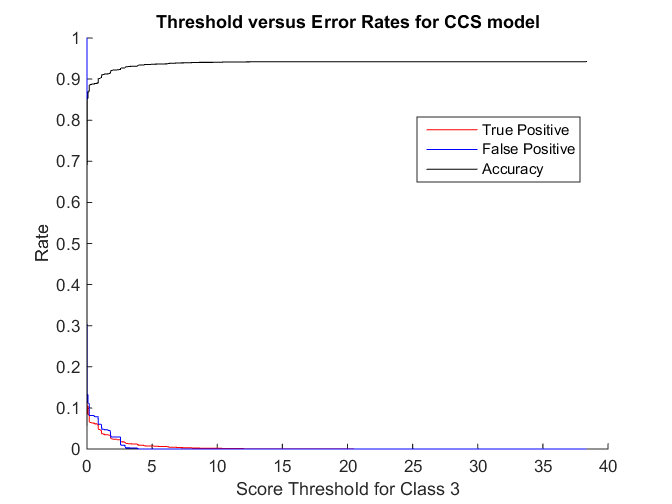 Threshold versus Error Rates for CCS model
1
0.9
0.8
0.7
0.6
0.5
0.4
0.3
0.2
0.1
0
Rate
True Positive
False Positive
Accuracy
0 5 10 15 20 25 30 35 40
Score Threshold for Class 3